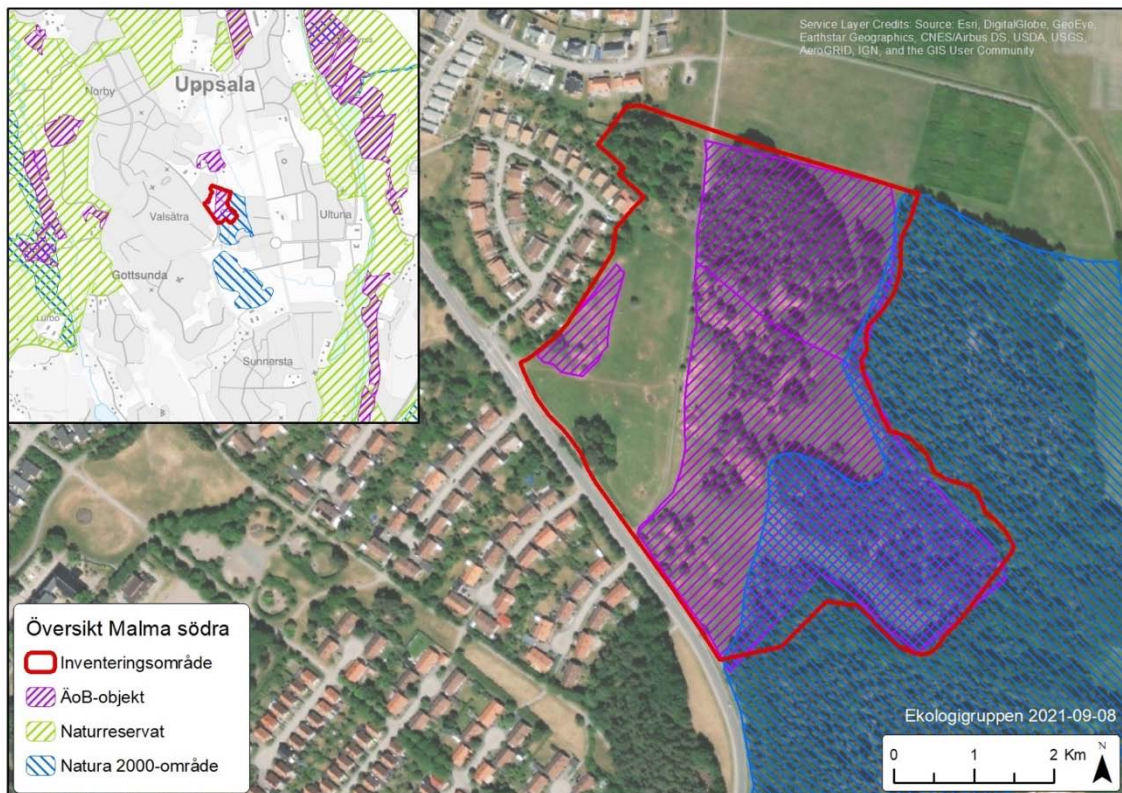 Service Layer Credits: Source: Esri, DigitalGlobe, GeoEye,
Earthstar Geographics, CNES/Airbus DS, USDA, USGS,
AeroGRID, IGN, and the GIS User Community
Uppsala
Norby
Valsätra
Ultuna
Gottsunda
Lurbo
Sunnersta
Översikt Malma södra
Inventeringsområde
ÄoB-objekt
Naturreservat
Natura 2000-område
Ekologigruppen 2021-09-08
0 1 2 Km
N